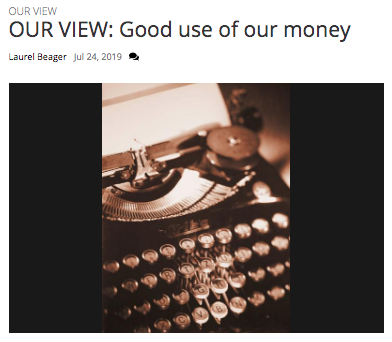 OUR VIEW
OUR VIEW: Good use of our money
Laurel Beager Jul 24, 2019